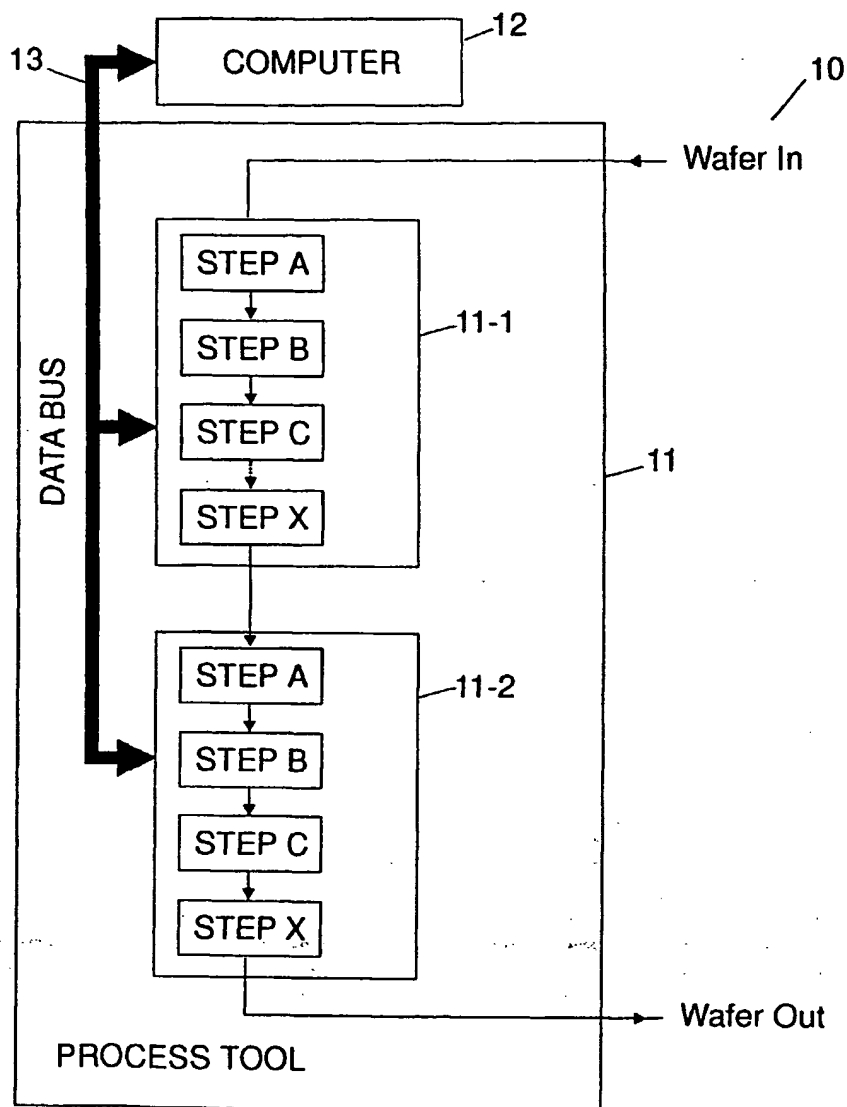 12
13
COMPUTER
10
Wafer In
STEP A
STEP B
11-1
STEP C
11
STEP X
DATA BUS
STEP A
11-2
STEP B
STEP C
STEP X
Wafer Out
PROCESS TOOL